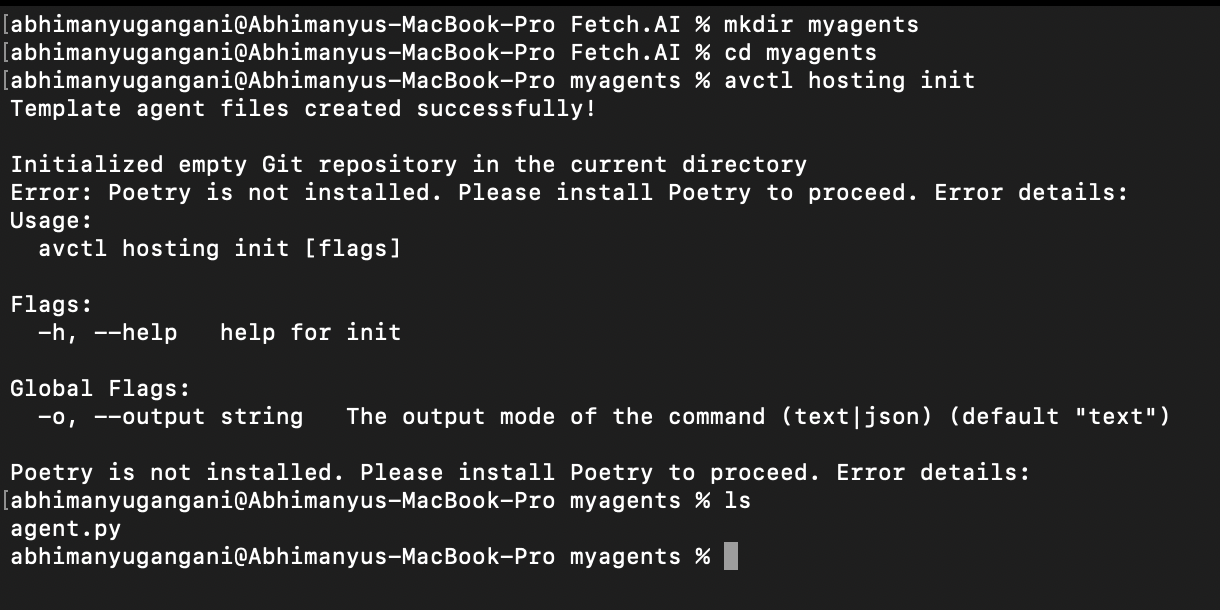 [abhimanyugangani@Abhimanyus-MacBook-Pro Fetch.AI % mkdir myagents
[abhimanyugangani@Abhimanyus-MacBook-Pro Fetch.AI % cd myagents
[abhimanyugangani@Abhimanyus-MacBook-Pro myagents % avctl hosting init
Template agent files created successfully!
Initialized empty Git repository in the current directory
Error: Poetry is not installed. Please install Poetry to proceed. Error details:
Usage:
  avctl hosting init [flags]
Flags:
  -h, --help   help for init
Global Flags:
  -o, --output string   The output mode of the command (text|json) (default "text")
Poetry is not installed. Please install Poetry to proceed. Error details:
[abhimanyugangani@Abhimanyus-MacBook-Pro myagents % ls
agent.py
abhimanyugangani@Abhimanyus-MacBook-Pro myagents %